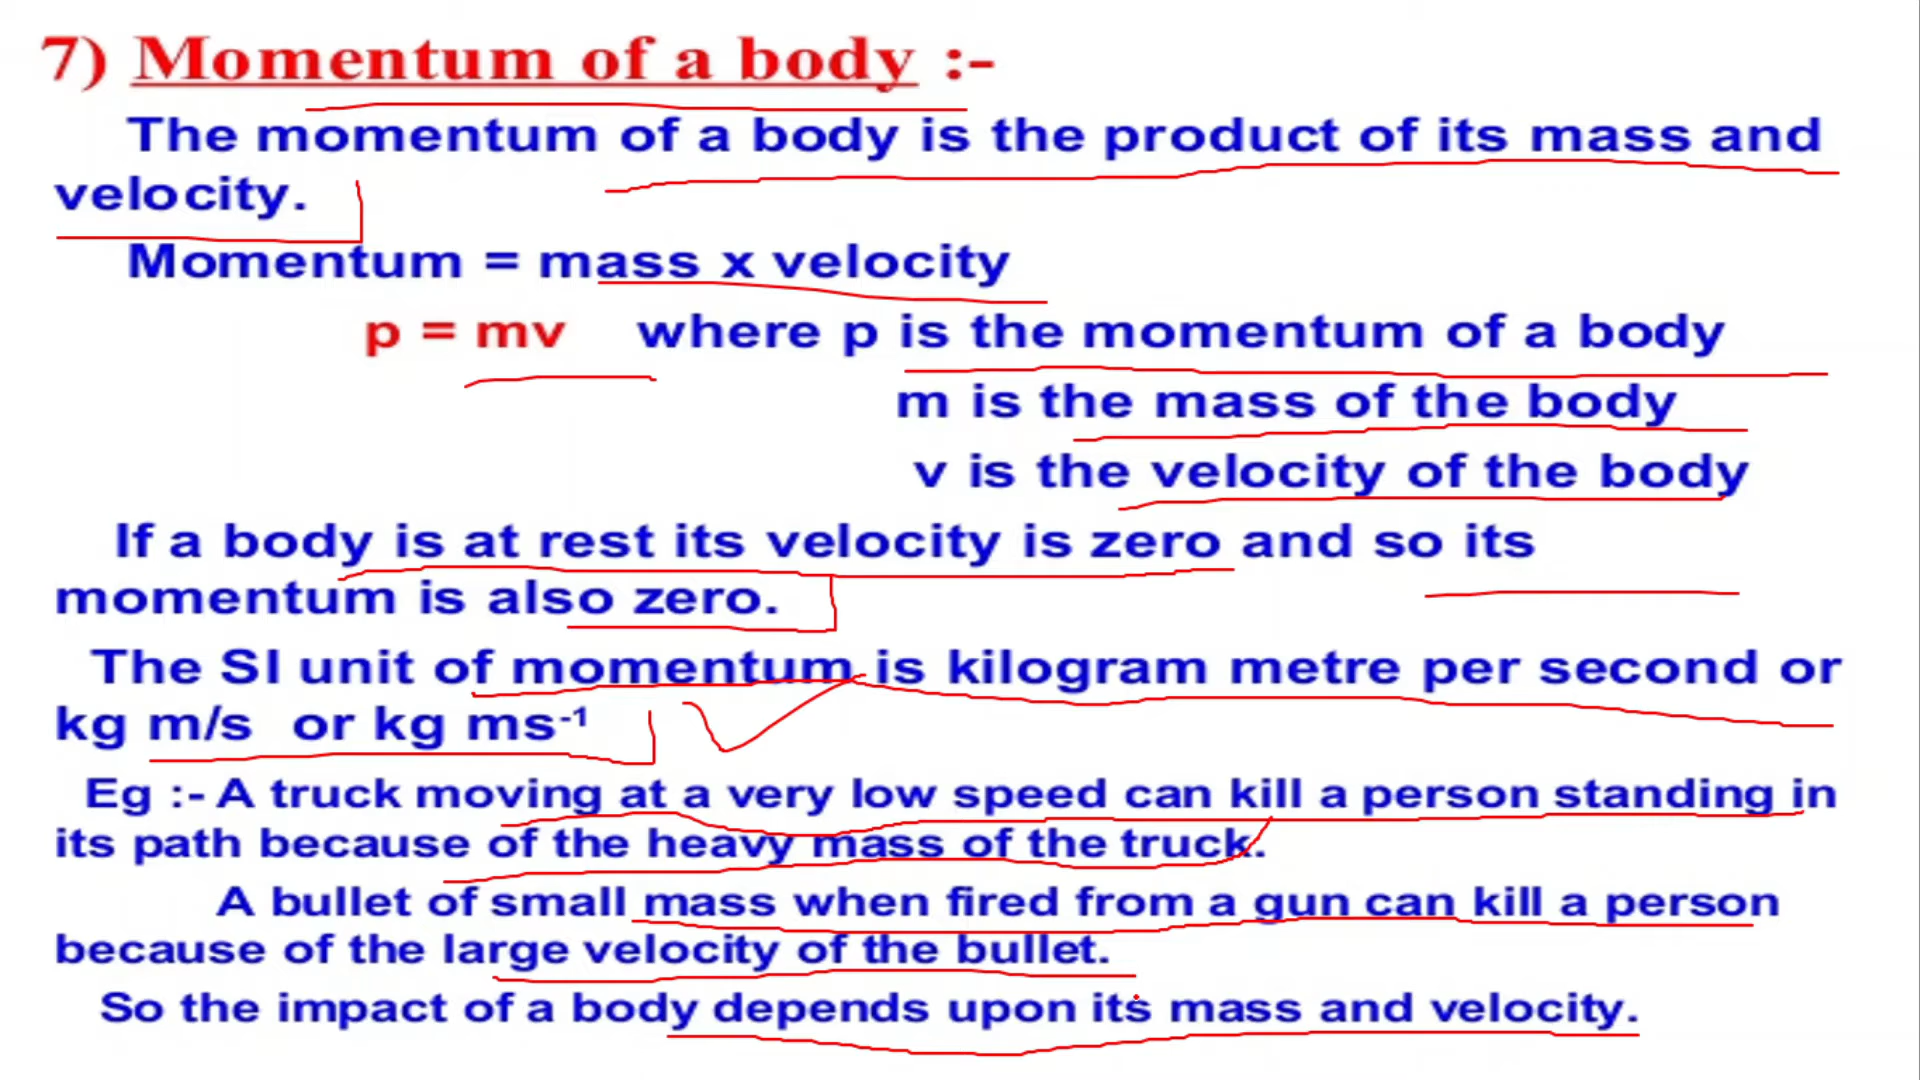 7) Momentum of a body :-
The momentum of a body is the product of its mass and
velocity.
Momentum = mass x velocity
p = mv where p is the momentum of a body
m is the mass of the body
v is the velocity of the body
If a body is at rest its velocity is zero and so its
momentum is also zero.
The SI unit of momentum is kilogram metre per second or
kg m/s or kg ms⁻¹
Eg :- A truck moving at a very low speed can kill a person standing in
its path because of the heavy mass of the truck.
A bullet of small mass when fired from a gun can kill a person
because of the large velocity of the bullet.
So the impact of a body depends upon its mass and velocity.